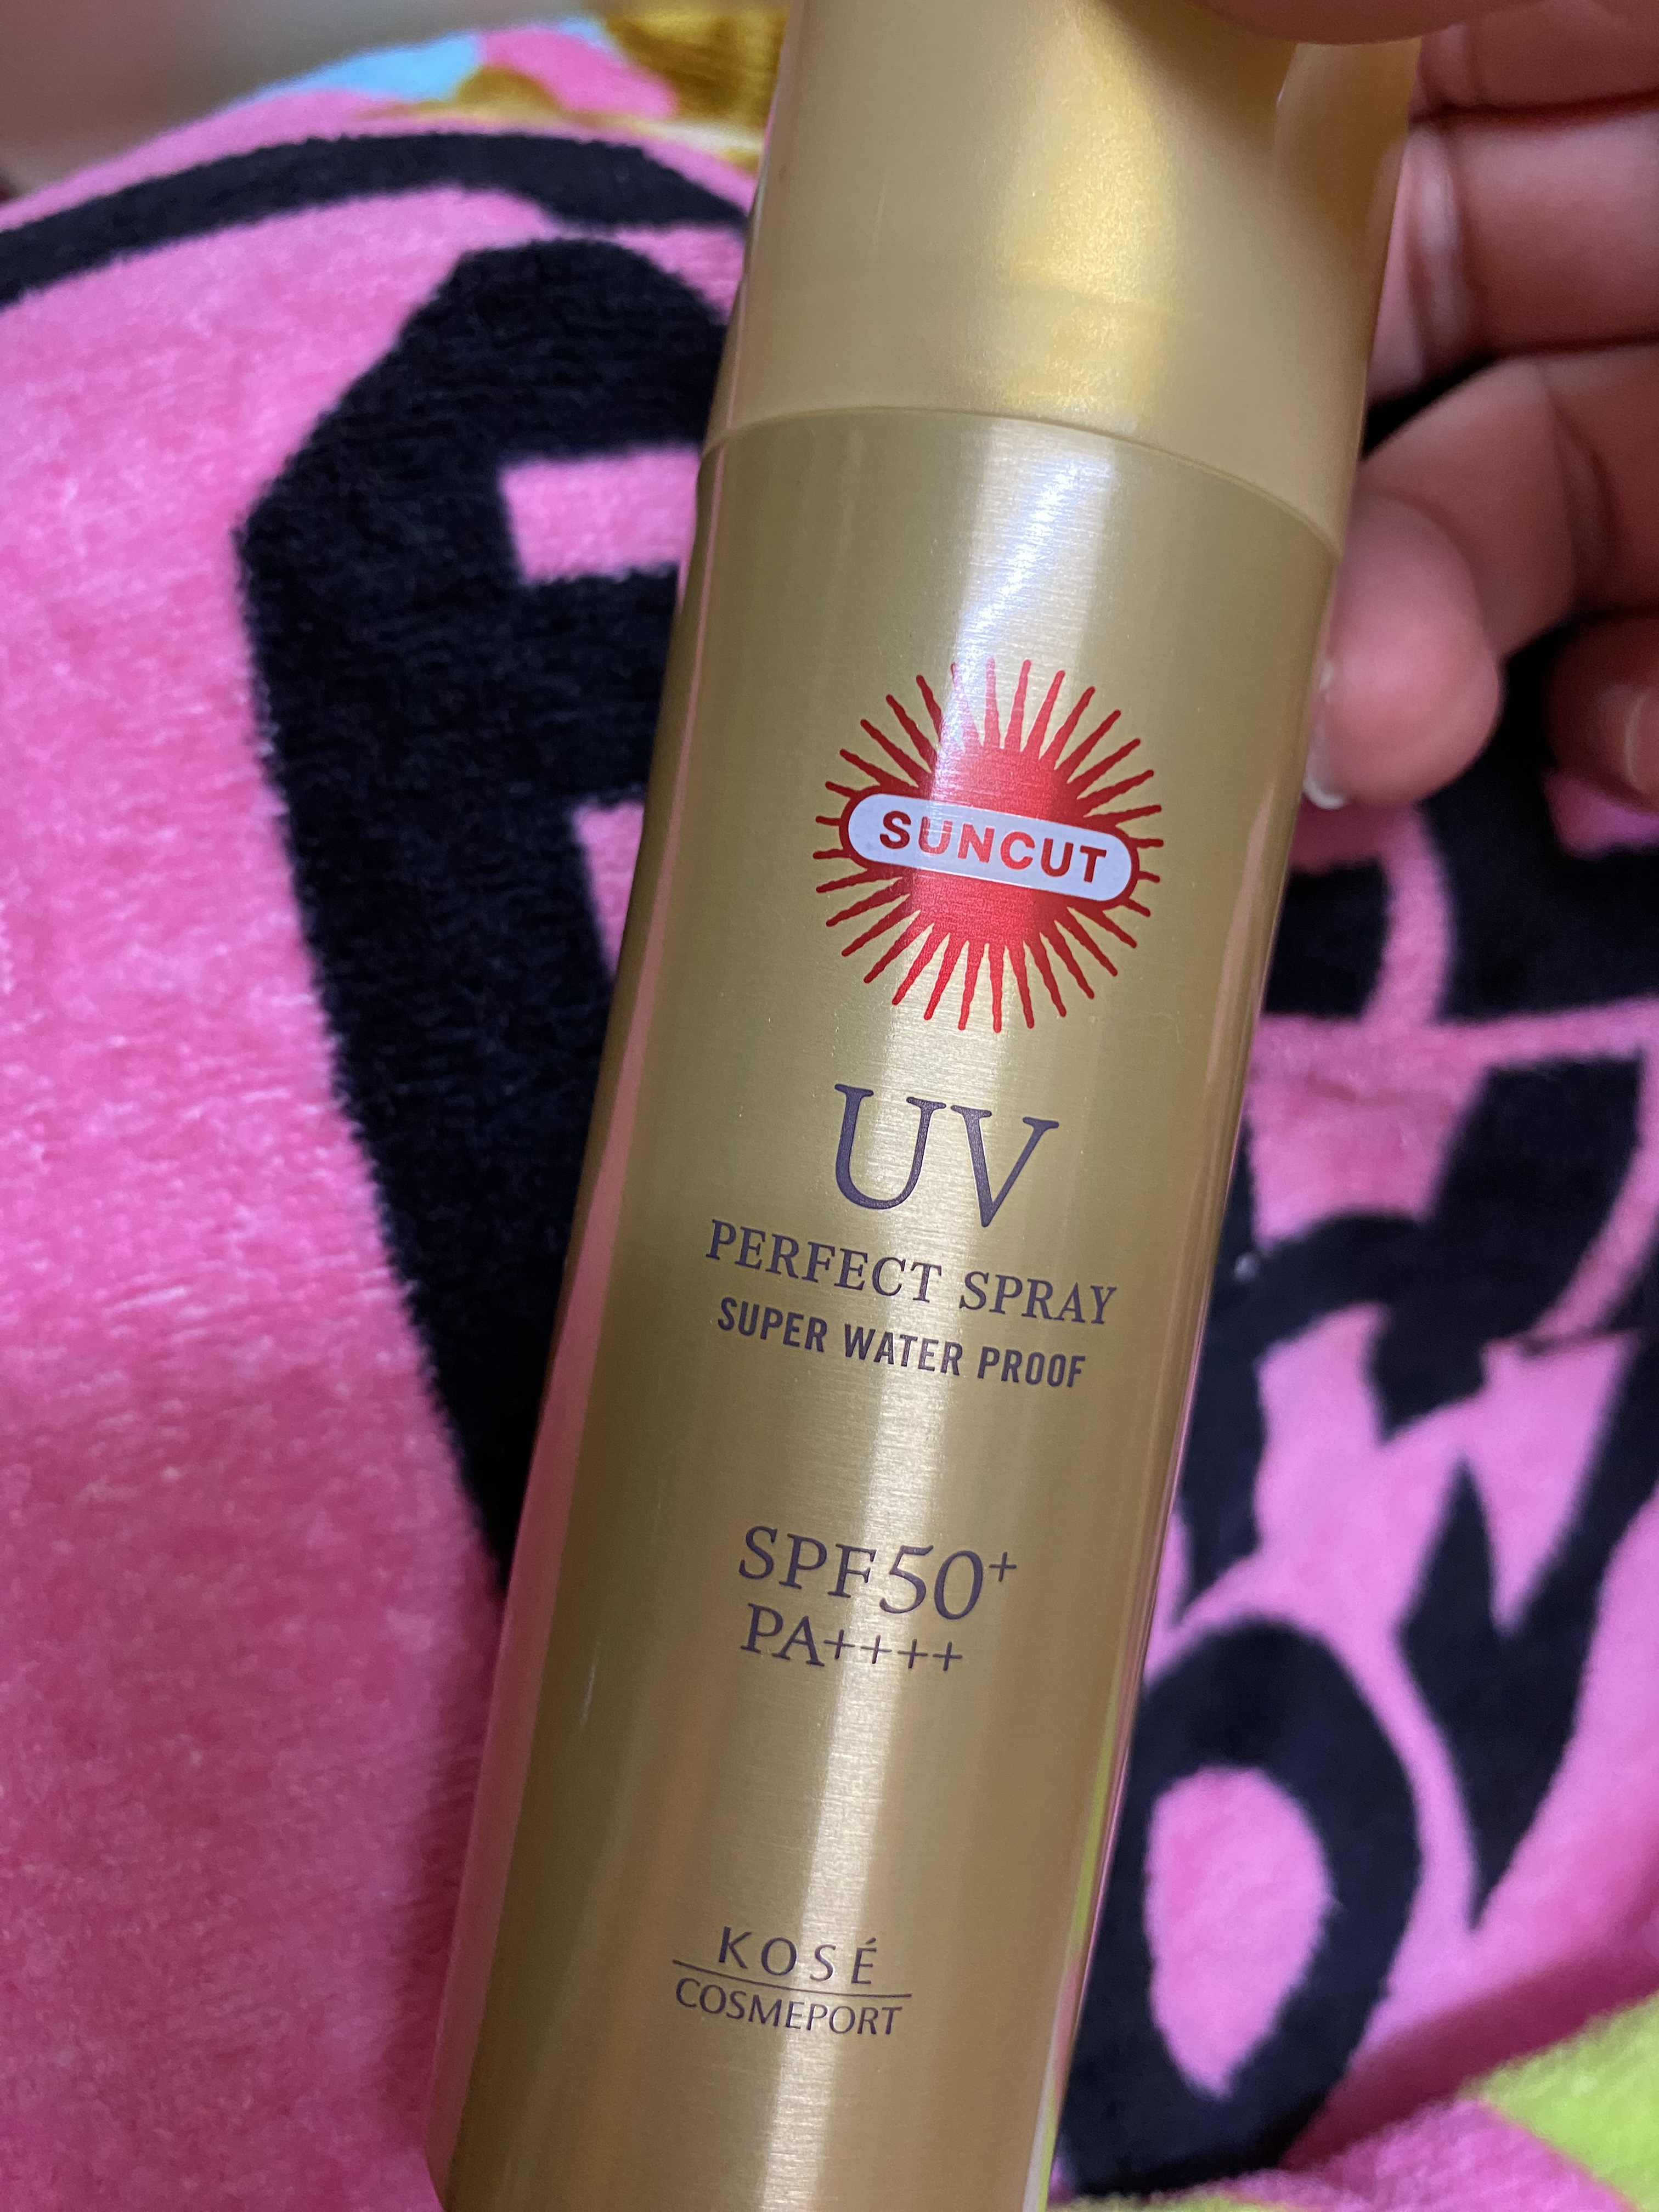 SUNCUT
UV
PERFECT SPRAY
SUPER WATER PROOF
SPF50+
PA++++
KOSÉ
COSMEPORT